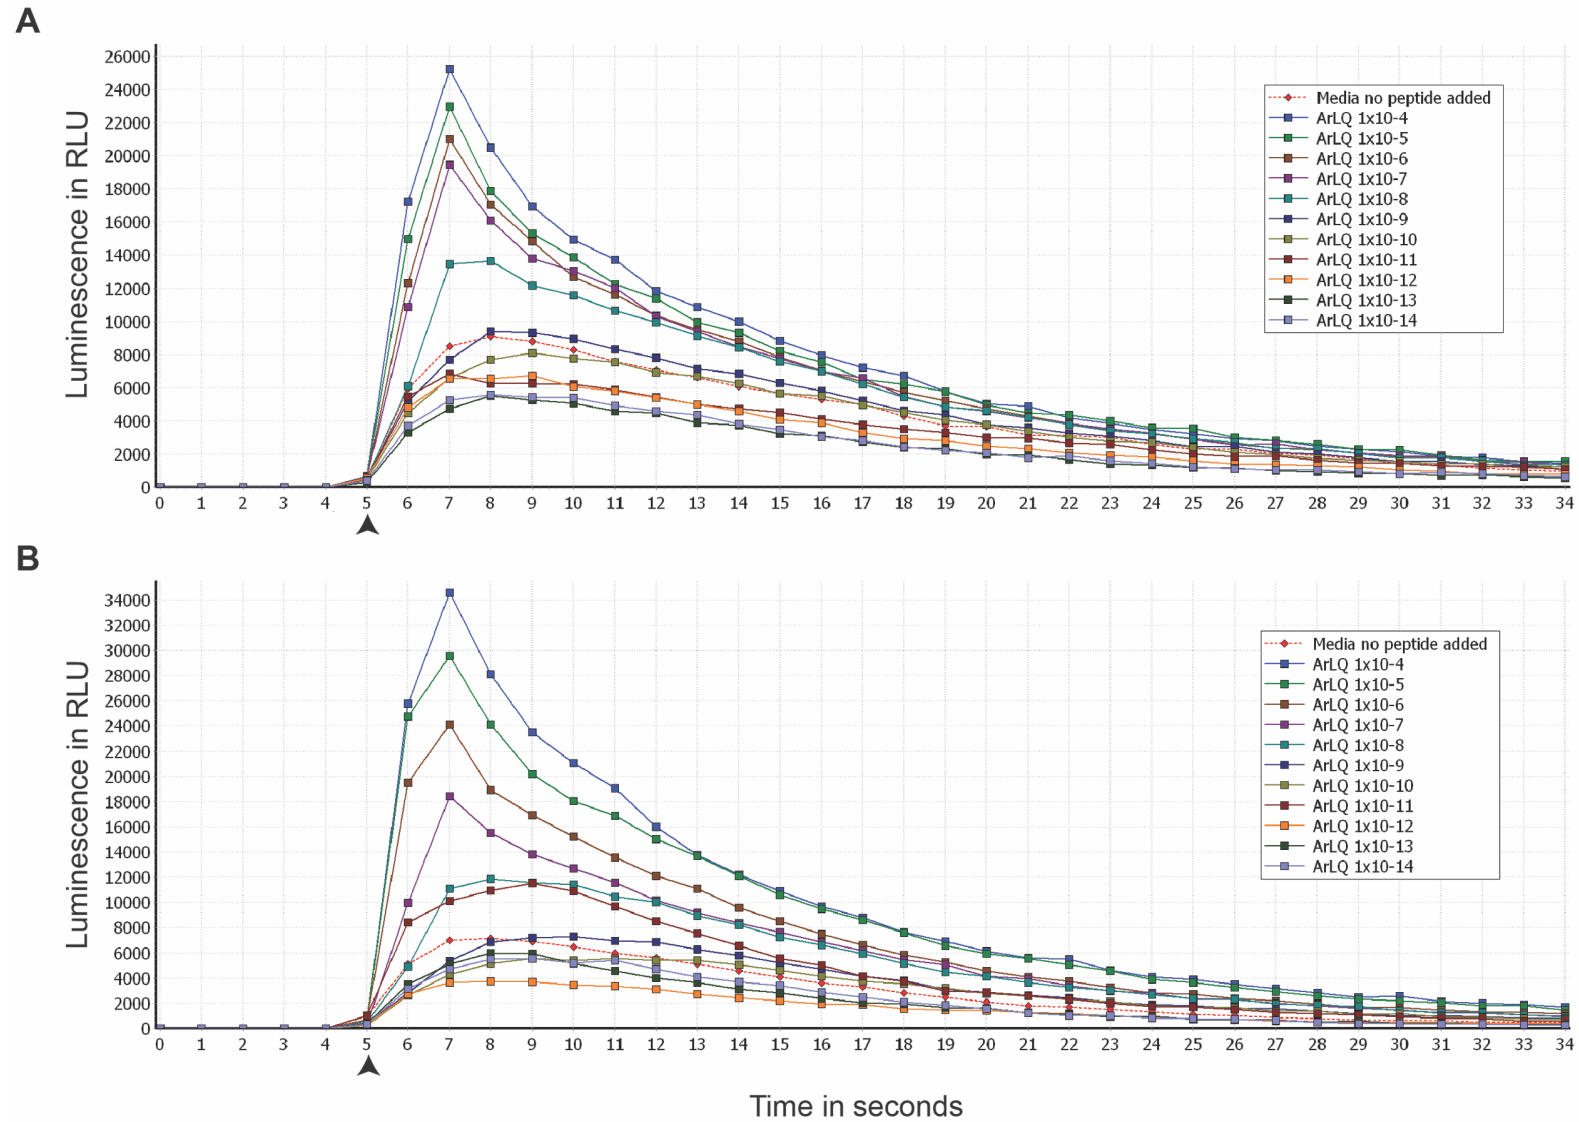 A
Luminescence in RLU
26000
24000
22000
20000
18000
16000
14000
12000
10000
8000
6000
4000
2000
0
Media no peptide added
ArLQ 1x10-4
ArLQ 1x10-5
ArLQ 1x10-6
ArLQ 1x10-7
ArLQ 1x10-8
ArLQ 1x10-9
ArLQ 1x10-10
ArLQ 1x10-11
ArLQ 1x10-12
ArLQ 1x10-13
ArLQ 1x10-14
0 1 2 3 4 5 6 7 8 9 10 11 12 13 14 15 16 17 18 19 20 21 22 23 24 25 26 27 28 29 30 31 32 33 34
B
Luminescence in RLU
34000
32000
30000
28000
26000
24000
22000
20000
18000
16000
14000
12000
10000
8000
6000
4000
2000
0
Media no peptide added
ArLQ 1x10-4
ArLQ 1x10-5
ArLQ 1x10-6
ArLQ 1x10-7
ArLQ 1x10-8
ArLQ 1x10-9
ArLQ 1x10-10
ArLQ 1x10-11
ArLQ 1x10-12
ArLQ 1x10-13
ArLQ 1x10-14
0 1 2 3 4 5 6 7 8 9 10 11 12 13 14 15 16 17 18 19 20 21 22 23 24 25 26 27 28 29 30 31 32 33 34
Time in seconds